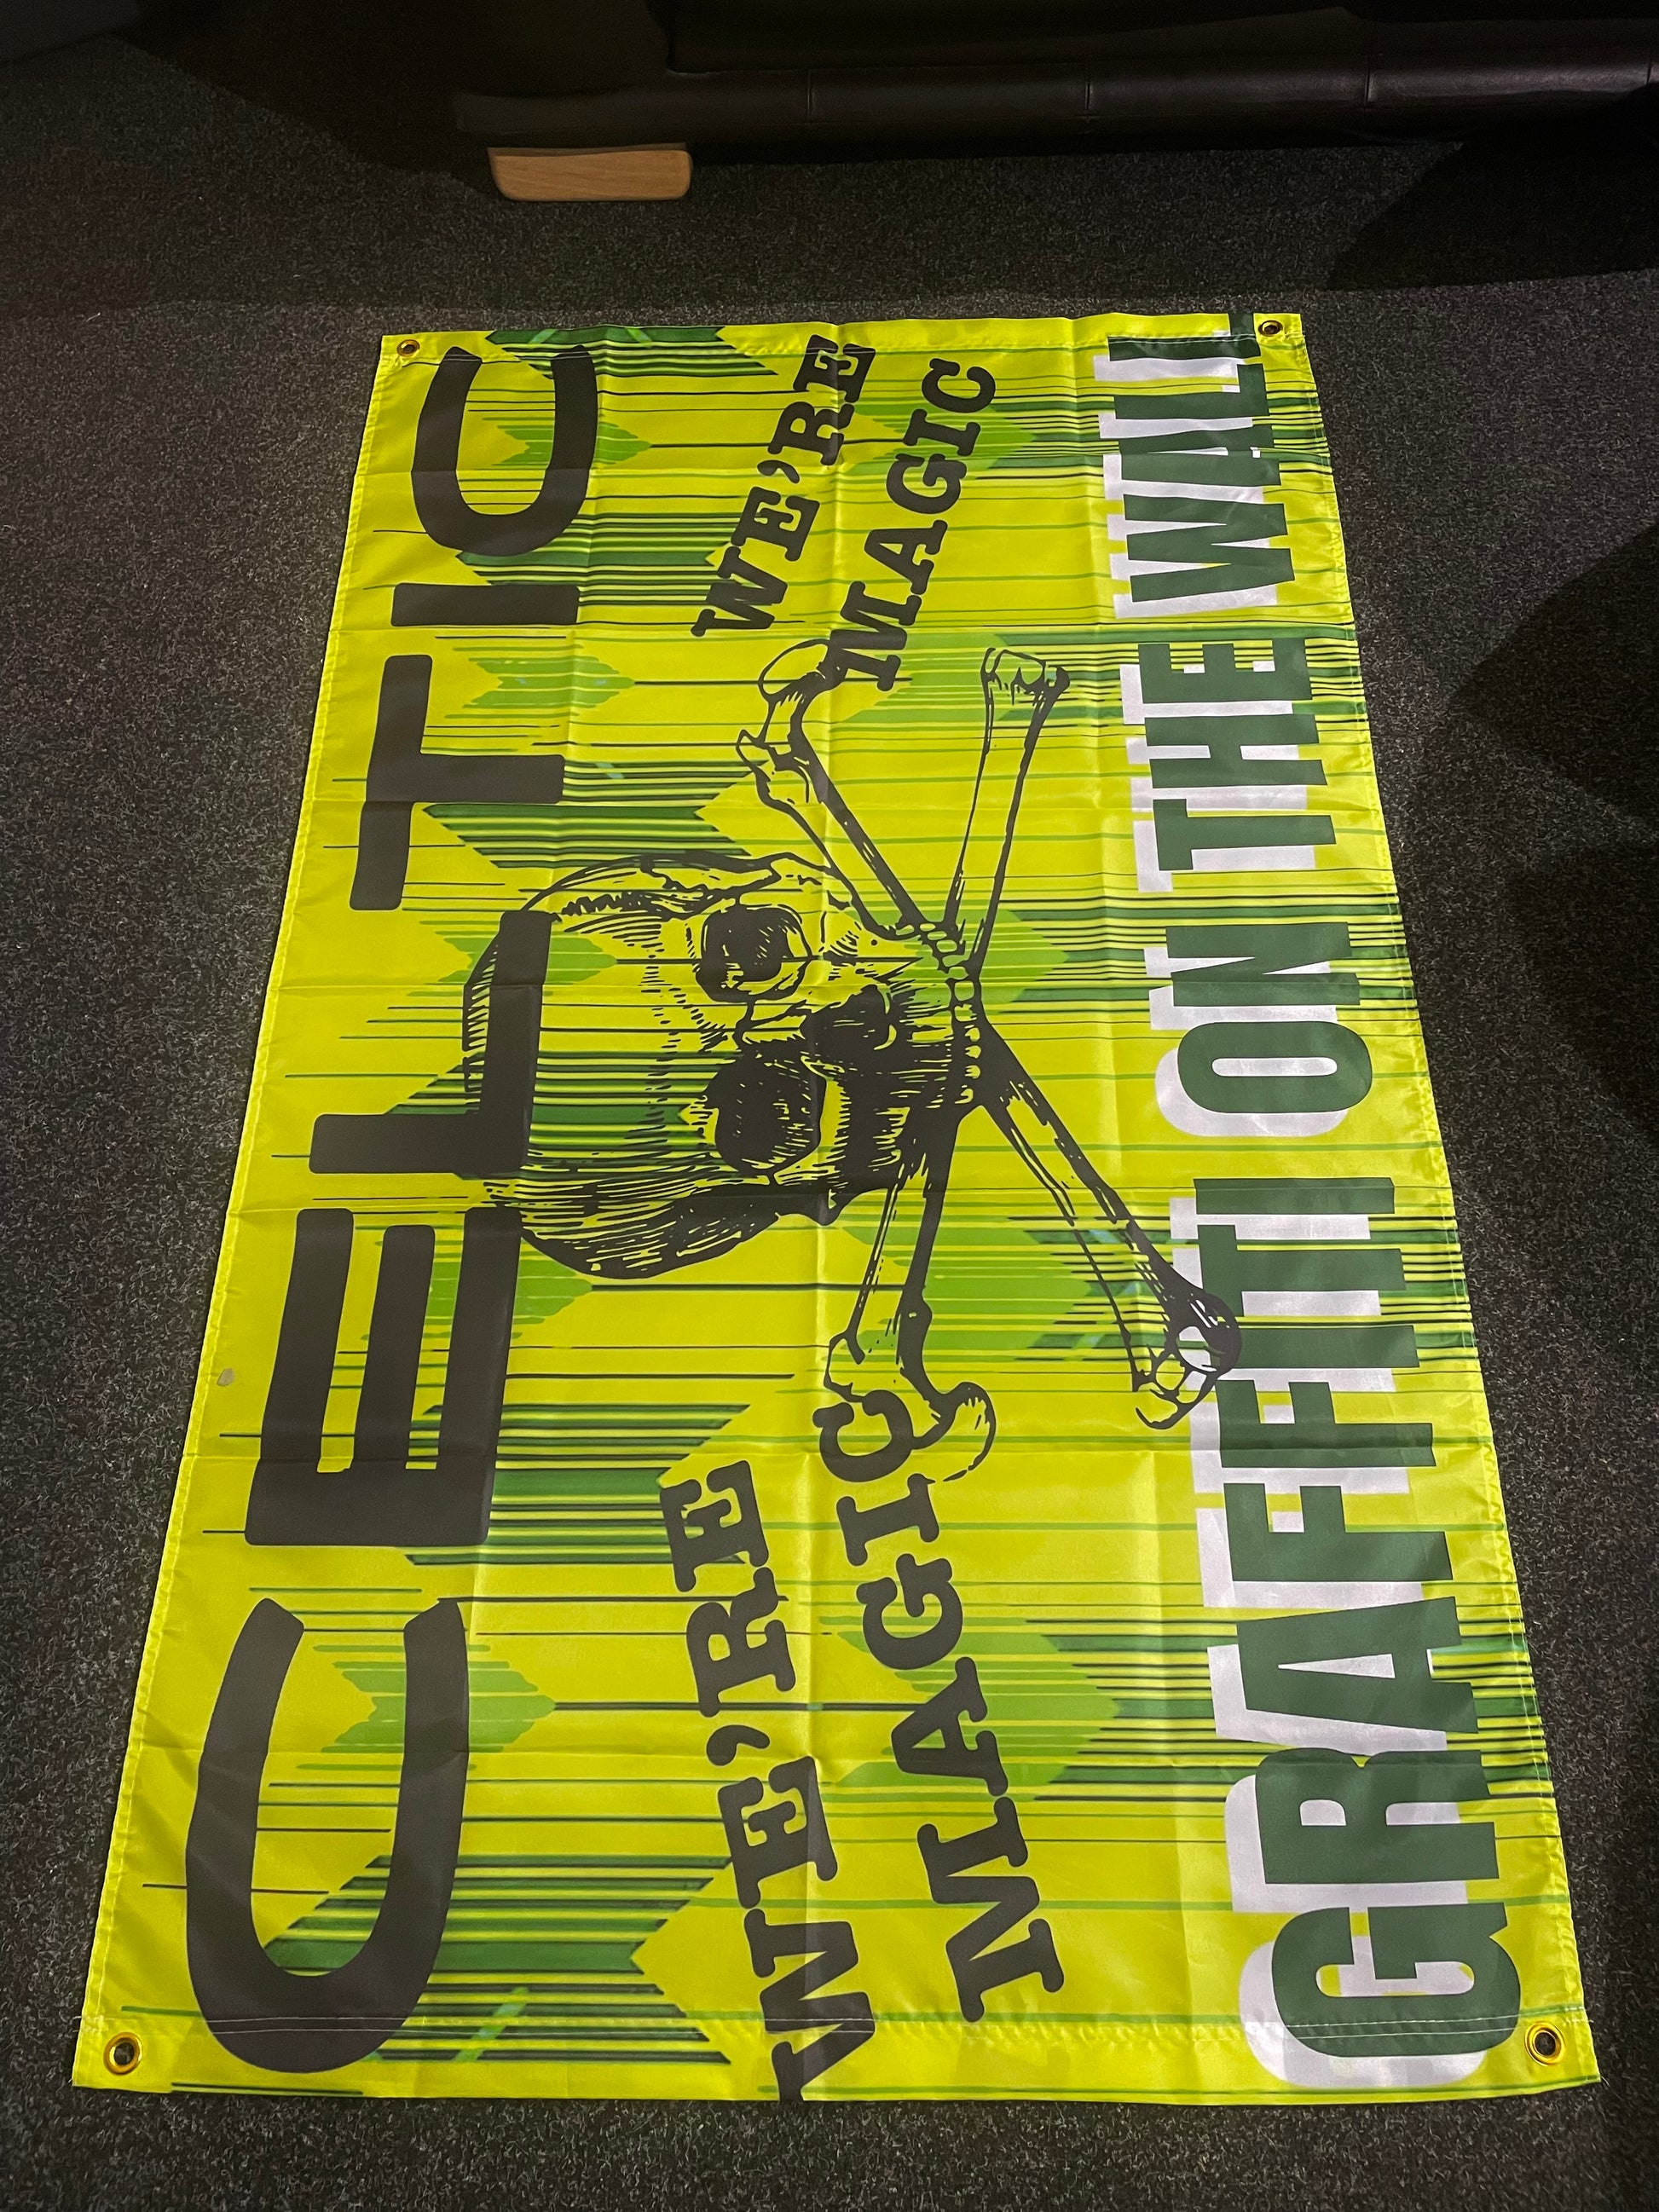 CELTIC
WE'RE
MAGIC
WE'RE
MAGIC
GRAFFITI ON THE WALL